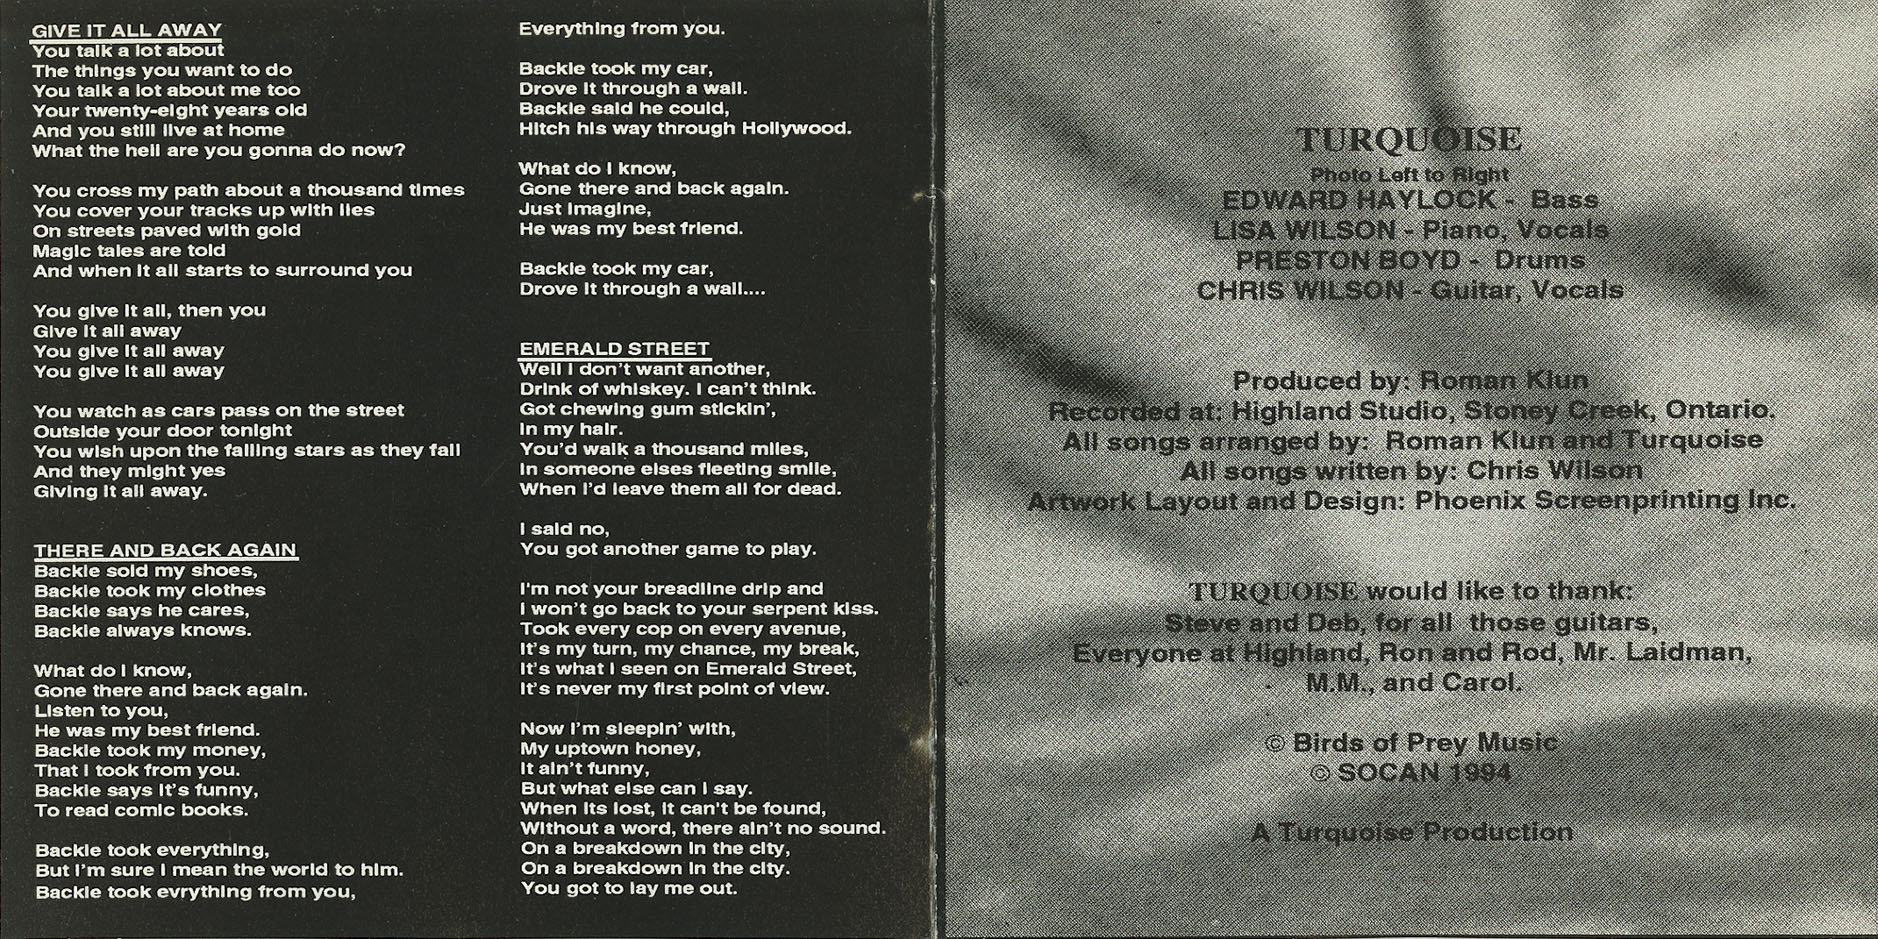 GIVE IT ALL AWAY
You talk a lot about
The things you want to do
You talk a lot about me too
Your twenty-eight years old
And you still live at home
What the hell are you gonna do now?
You cross my path about a thousand times
You cover your tracks up with lies
On streets paved with gold
Magic tales are told
And when it all starts to surround you
You give it all, then you
Give it all away
You give it all away
You give it all away
You watch as cars pass on the street
Outside your door tonight
You wish upon the falling stars as they fall
And they might yes
Giving it all away.
THERE AND BACK AGAIN
Backie sold my shoes,
Backie took my clothes
Backie says he cares,
Backie always knows.
What do I know,
Gone there and back again.
Listen to you,
He was my best friend.
Backie took my money,
That I took from you.
Backie says it's funny,
To read comic books.
Backie took everything,
But I'm sure I mean the world to him.
Backie took evrything from you,
Everything from you.
Backie took my car,
Drove it through a wall.
Backie said he could,
Hitch his way through Hollywood.
What do I know,
Gone there and back again.
Just imagine,
He was my best friend.
Backie took my car,
Drove it through a wall....
EMERALD STREET
Well I don't want another,
Drink of whiskey. I can't think.
Got chewing gum stickin',
In my hair.
You'd walk a thousand miles,
In someone elses fleeting smile,
When I'd leave them all for dead.
I said no,
You got another game to play.
I'm not your breadline drip and
I won't go back to your serpent kiss.
Took every cop on every avenue,
It's my turn, my chance, my break,
It's what I seen on Emerald Street,
It's never my first point of view.
Now I'm sleepin' with,
My uptown honey,
It ain't funny,
But what else can I say.
When its lost, it can't be found,
Without a word, there ain't no sound.
On a breakdown in the city,
On a breakdown in the city.
You got to lay me out.
TURQUOISE
Photo Left to Right
EDWARD HAYLOCK - Bass
LISA WILSON - Piano, Vocals
PRESTON BOYD - Drums
CHRIS WILSON - Guitar, Vocals
Produced by: Roman Klun
Recorded at: Highland Studio, Stoney Creek, Ontario.
All songs arranged by: Roman Klun and Turquoise
All songs written by: Chris Wilson
Artwork Layout and Design: Phoenix Screenprinting Inc.
TURQUOISE would like to thank:
Steve and Deb, for all those guitars,
Everyone at Highland, Ron and Rod, Mr. Laidman,
M.M., and Carol.
© Birds of Prey Music
© SOCAN 1994
A Turquoise Production